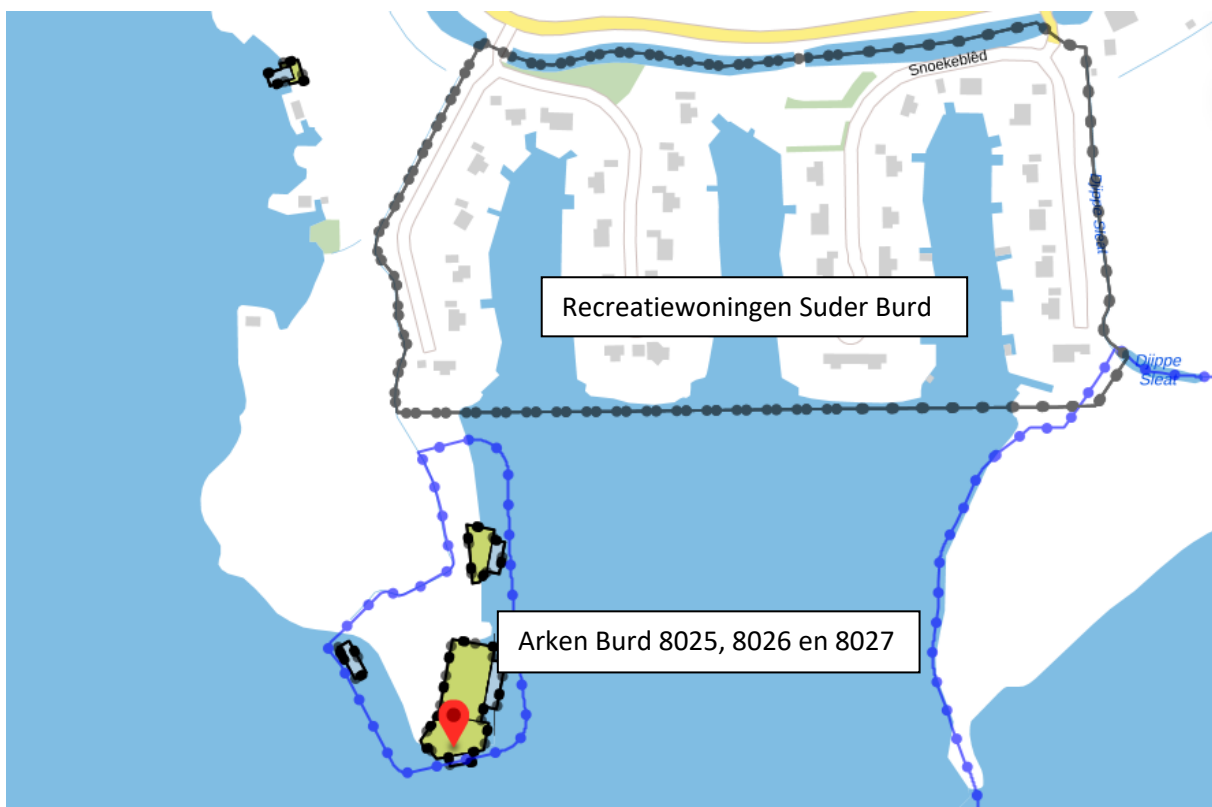 Snoekeblêd
Djippe Sleat
Recreatiewoningen Suder Burd
Djippe
Sleat
Arken Burd 8025, 8026 en 8027